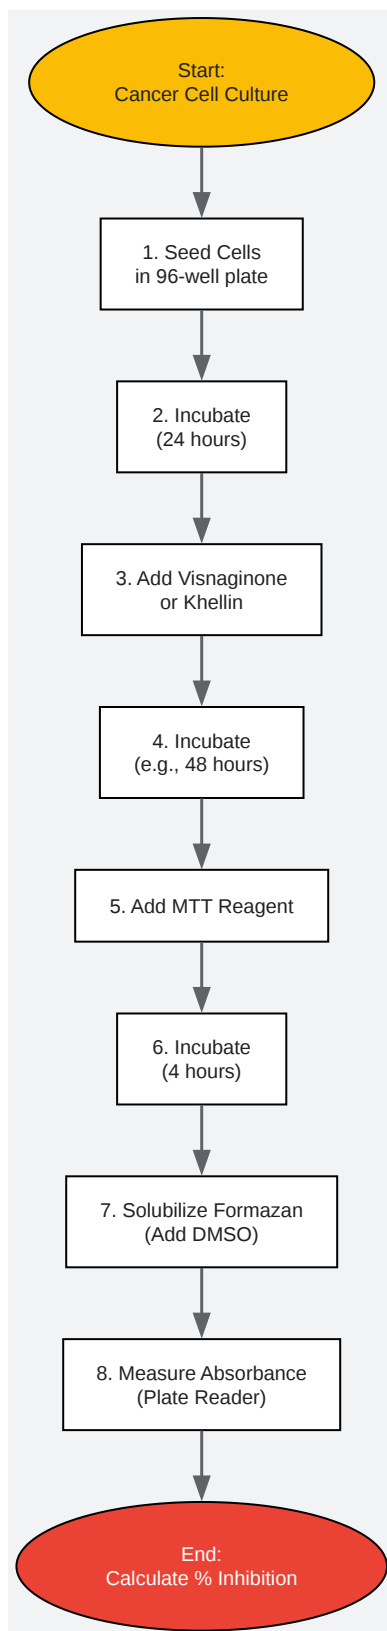 Start:
Cancer Cell Culture
1. Seed Cells
in 96-well plate
2. Incubate
(24 hours)
3. Add Visnaginone
or Khellin
4. Incubate
(e.g., 48 hours)
5. Add MTT Reagent
6. Incubate
(4 hours)
7. Solubilize Formazan
(Add DMSO)
8. Measure Absorbance
(Plate Reader)
End:
Calculate % Inhibition